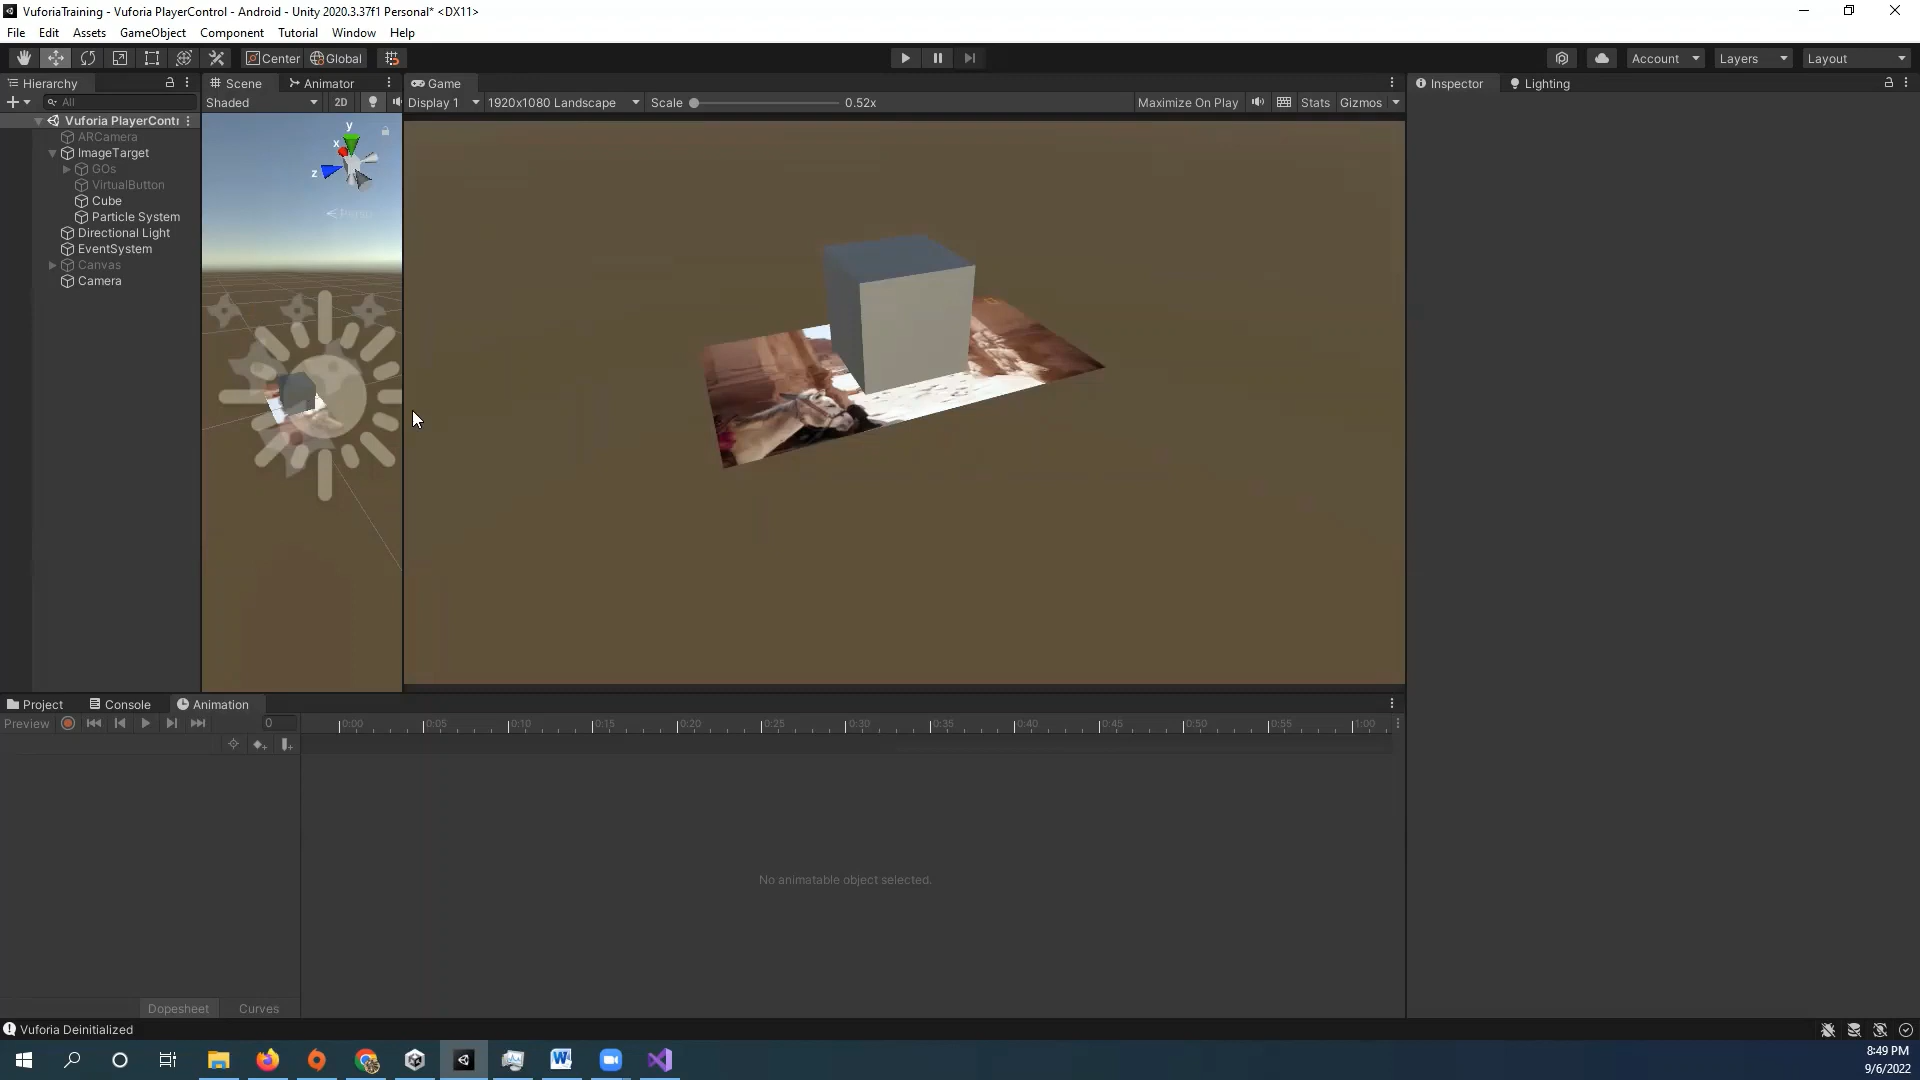 VuforiaTraining - Vuforia PlayerControl - Android - Unity 2020.3.37f1 Personal* <DX11>
File Edit Assets GameObject Component Tutorial Window Help
Center Global Account Layers Layout
Hierarchy Scene Animator Game Inspector Lighting
All Shaded 2D Display 1 1920x1080 Landscape Scale 0.52x Maximize On Play Stats Gizmos
Vuforia PlayerContr
ARCamera
ImageTarget
GOs
VirtualButton
Cube
Particle System
Directional Light
EventSystem
Canvas
Camera
y
x
z
Project Console Animation
Preview 0 0:00 0:05 0:10 0:15 0:20 0:25 0:30 0:35 0:40 0:45 0:50 0:55 1:00
No animatable object selected.
Dopesheet Curves
Vuforia Deinitialized
8:49 PM
9/6/2022